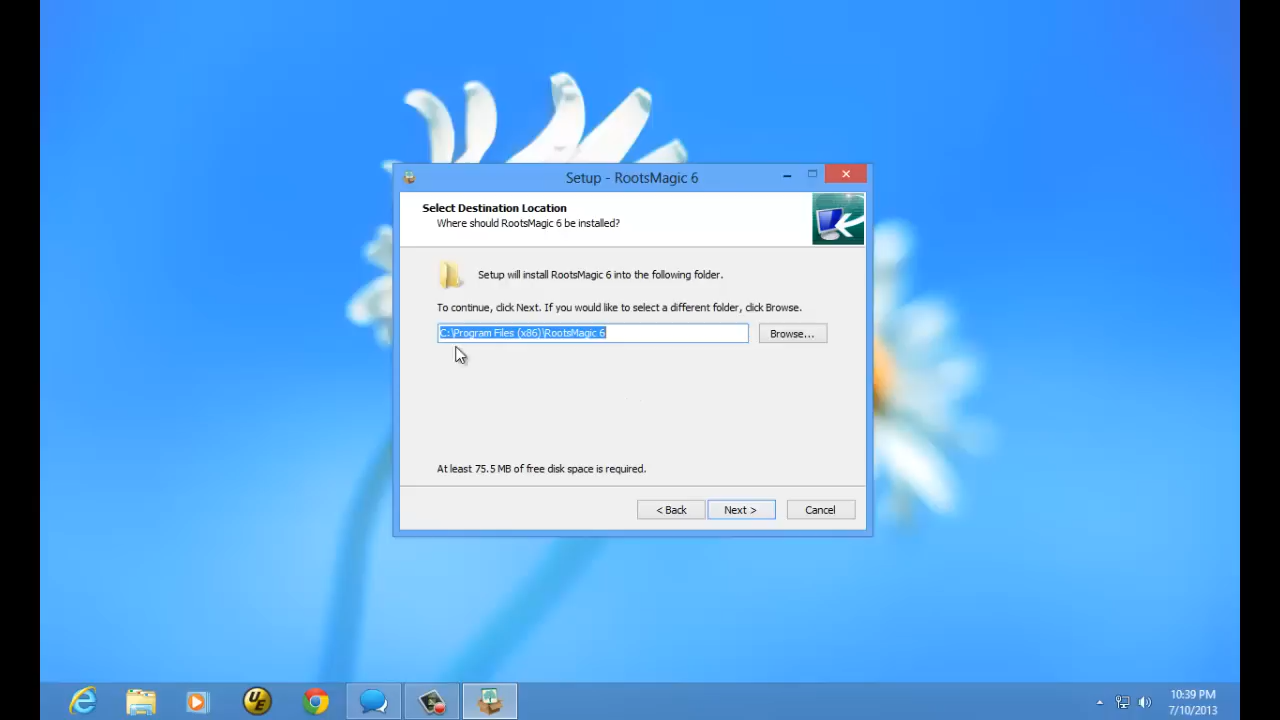 Setup - RootsMagic 6
Select Destination Location
Where should RootsMagic 6 be installed?
Setup will install RootsMagic 6 into the following folder.
To continue, click Next. If you would like to select a different folder, click Browse.
C:\Program Files (x86)\RootsMagic 6
Browse...
At least 75.5 MB of free disk space is required.
< Back
Next >
Cancel
UE
10:39 PM
7/10/2013